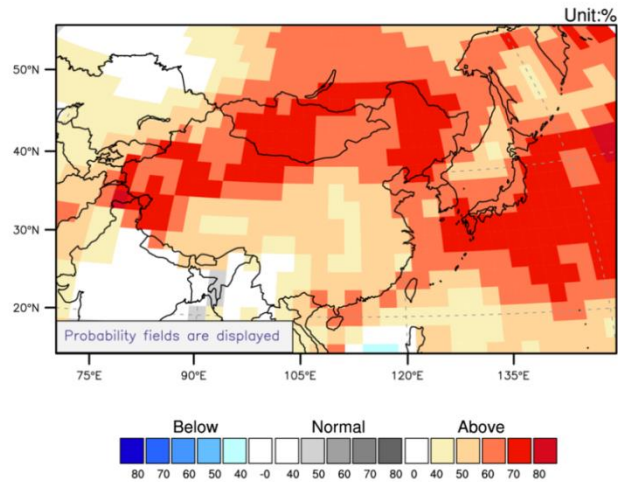 Unit:%
50°N
40°N
30°N
20°N
Probability fields are displayed
75°E 90°E 105°E 120°E 135°E
Below Normal Above
80 70 60 50 40 -0 40 50 60 70 80 0 40 50 60 70 80